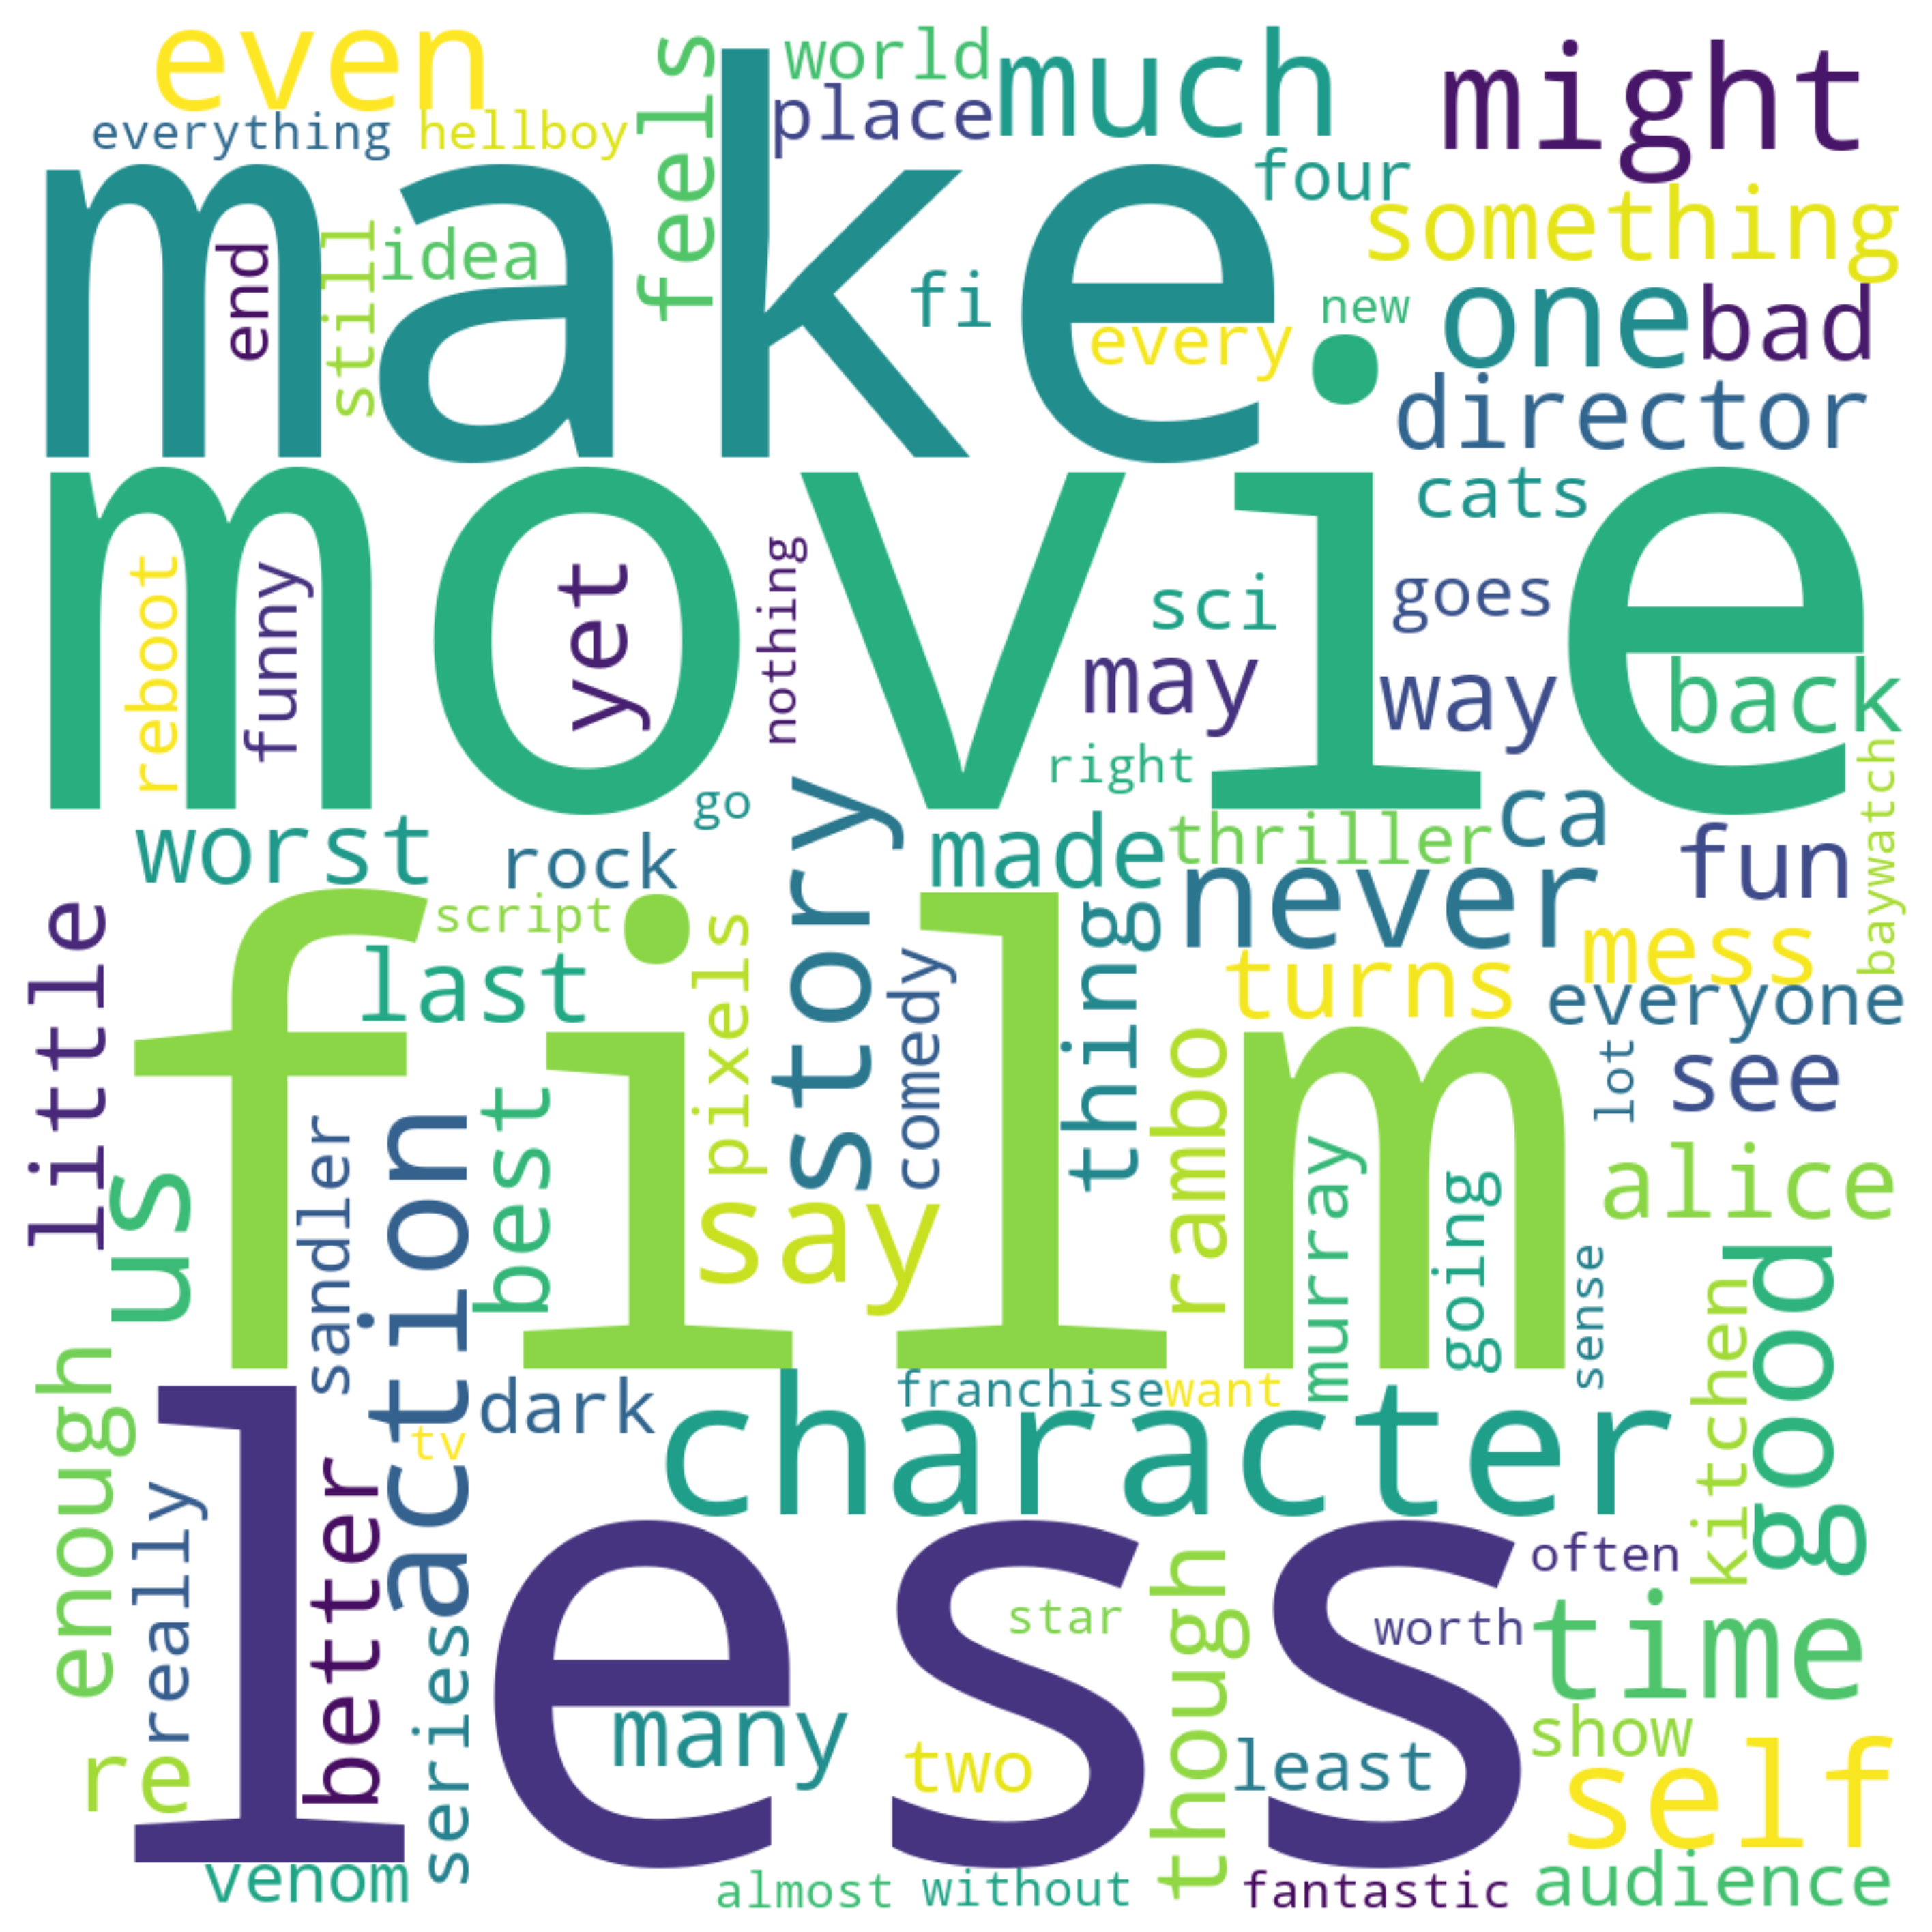 even
world
much
might
everything
hellboy
feels
place
four
make
something
end
still
idea
fi
every
new
one
bad
director
movie
cats
reboot
funny
yet
nothing
sci
goes
may
way
back
right
baywatch
go
worst
rock
story
made
thriller
ca
never
fun
little
film
script
last
pixels
comedy
thing
turns
mess
everyone
rambo
lot
see
us
sandler
action
best
say
murray
going
alice
sense
kitchen
good
enough
dark
franchise
want
tv
character
less
really
better
series
often
star
though
worth
time
many
two
least
show
re
self
venom
almost
without
fantastic
audience